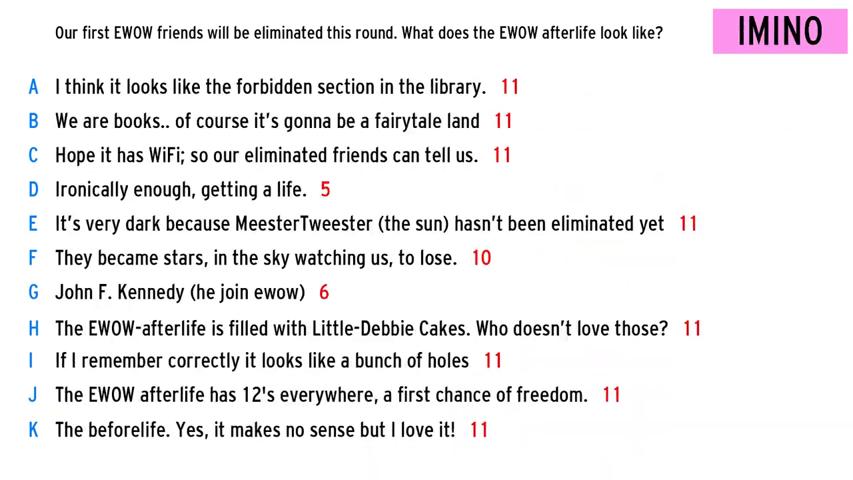 Our first EWOW friends will be eliminated this round. What does the EWOW afterlife look like?
IMINO
A I think it looks like the forbidden section in the library. 11
B We are books.. of course it's gonna be a fairytale land 11
C Hope it has WiFi; so our eliminated friends can tell us. 11
D Ironically enough, getting a life. 5
E It's very dark because MeesterTweester (the sun) hasn't been eliminated yet 11
F They became stars, in the sky watching us, to lose. 10
G John F. Kennedy (he join ewow) 6
H The EWOW-afterlife is filled with Little-Debbie Cakes. Who doesn't love those? 11
I If I remember correctly it looks like a bunch of holes 11
J The EWOW afterlife has 12's everywhere, a first chance of freedom. 11
K The beforelife. Yes, it makes no sense but I love it! 11